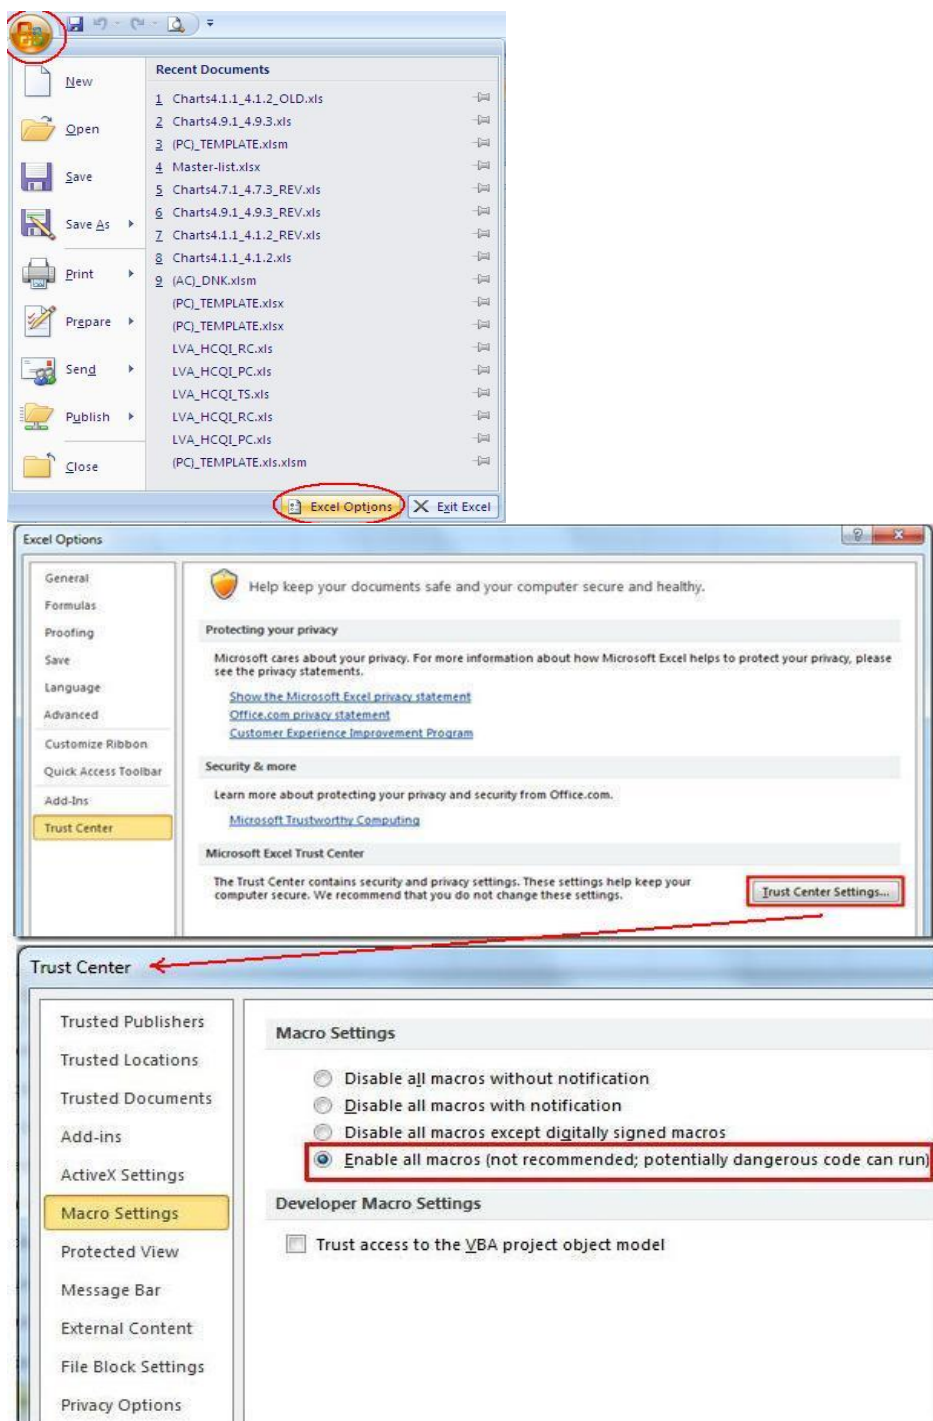 Recent Documents
New
1 Charts4.1.1_4.1.2_OLD.xls
2 Charts4.9.1_4.9.3.xls
Open
3 (PC)_TEMPLATE.xlsm
4 Master-list.xlsx
Save
5 Charts4.7.1_4.7.3_REV.xls
6 Charts4.9.1_4.9.3_REV.xls
Save As
7 Charts4.1.1_4.1.2_REV.xls
8 Charts4.1.1_4.1.2.xls
Print
9 (AC)_DNK.xlsm
(PC)_TEMPLATE.xlsx
Prepare
(PC)_TEMPLATE.xlsx
LVA_HCQI_RC.xls
Send
LVA_HCQI_PC.xls
LVA_HCQI_TS.xls
Publish
LVA_HCQI_RC.xls
LVA_HCQI_PC.xls
Close
(PC)_TEMPLATE.xls.xlsm
Excel Options
Exit Excel
Excel Options
General
Formulas
Proofing
Save
Language
Advanced
Customize Ribbon
Quick Access Toolbar
Add-Ins
Trust Center
Help keep your documents safe and your computer secure and healthy.
Protecting your privacy
Microsoft cares about your privacy. For more information about how Microsoft Excel helps to protect your privacy, please
see the privacy statements.
Show the Microsoft Excel privacy statement
Office.com privacy statement
Customer Experience Improvement Program
Security & more
Learn more about protecting your privacy and security from Office.com.
Microsoft Trustworthy Computing
Microsoft Excel Trust Center
The Trust Center contains security and privacy settings. These settings help keep your
computer secure. We recommend that you do not change these settings.
Trust Center Settings...
Trust Center
Trusted Publishers
Trusted Locations
Trusted Documents
Add-ins
ActiveX Settings
Macro Settings
Protected View
Message Bar
External Content
File Block Settings
Privacy Options
Macro Settings
Disable all macros without notification
Disable all macros with notification
Disable all macros except digitally signed macros
Enable all macros (not recommended; potentially dangerous code can run)
Developer Macro Settings
Trust access to the VBA project object model